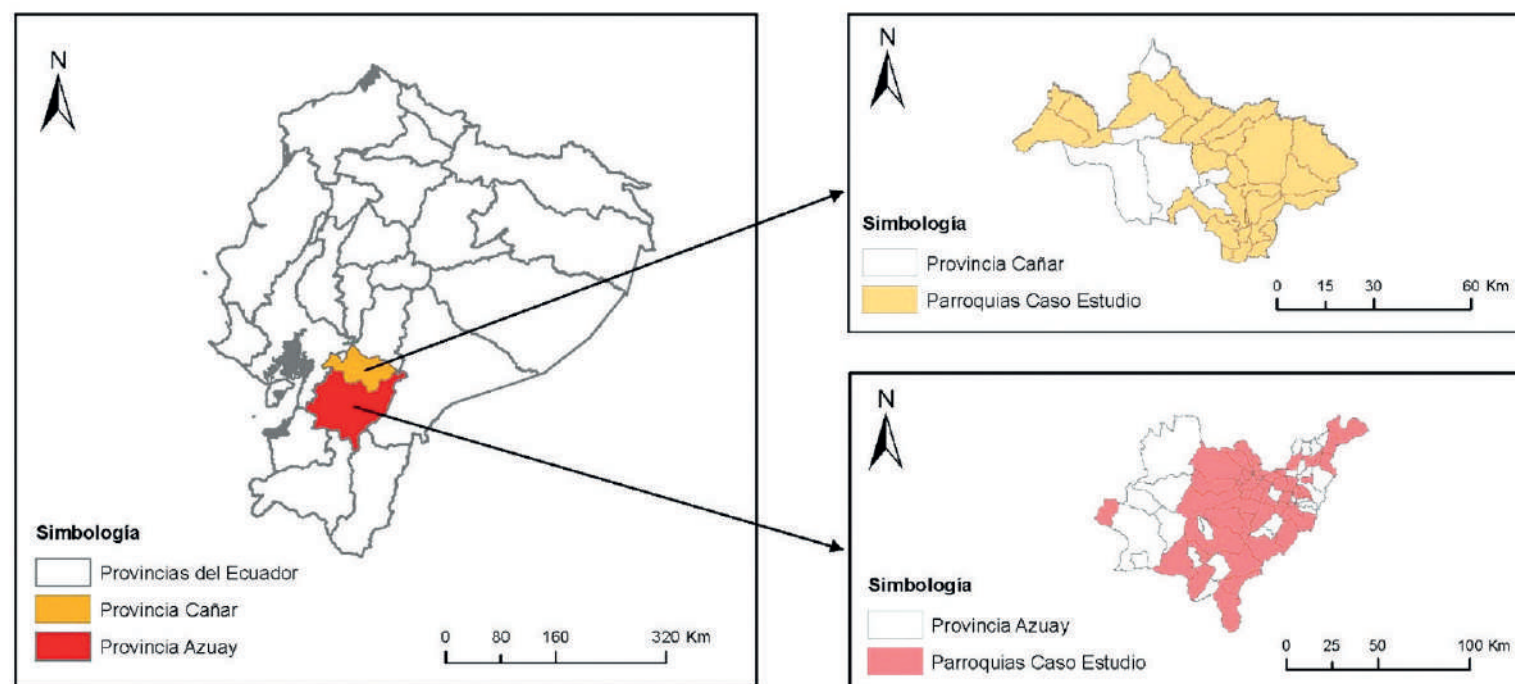 N
Simbología
Provincias del Ecuador
Provincia Cañar
Provincia Azuay
0 80 160 320 Km
N
Simbología
Provincia Cañar
Parroquias Caso Estudio
0 15 30 60 Km
N
Simbología
Provincia Azuay
Parroquias Caso Estudio
0 25 50 100 Km